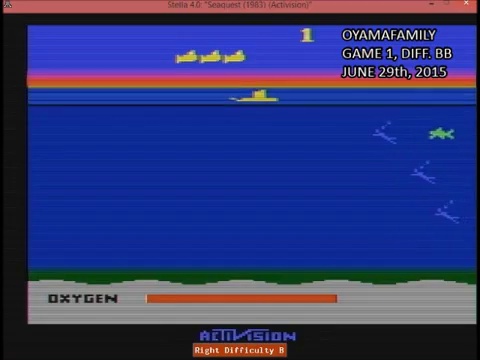 Stella 4.0: "Seaquest (1983) (Activision)"
1
OYAMAFAMILY
GAME 1, DIFF. BB
JUNE 29th, 2015
OXYGEN
ACTIVISION
Right Difficulty B